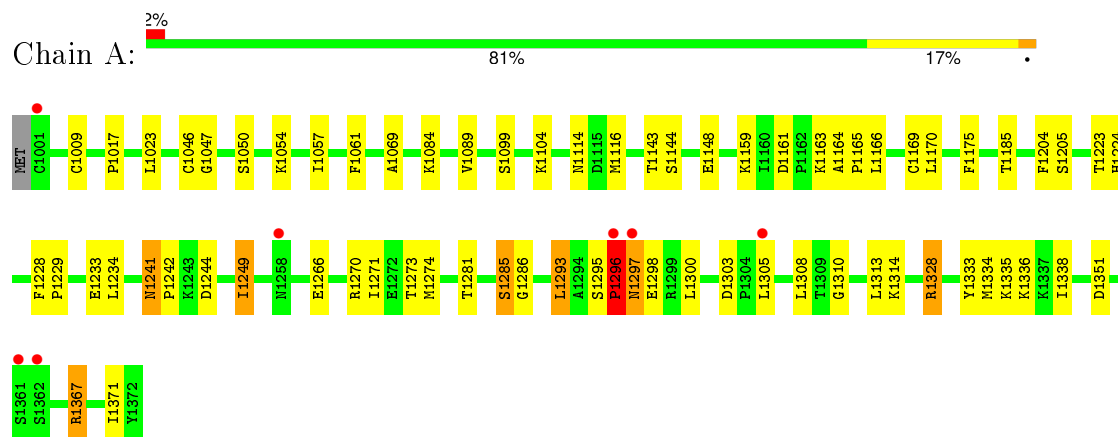 2%
Chain A:
81% 17% •
MET C1001 C1009 P1017 L1023 C1046 G1047 S1050 K1054 I1057 F1061 A1069 K1084 V1089 S1099 K1104 N1114 D1115 M1116 T1143 S1144 E1148 K1159 I1160 D1161 P1162 K1163 A1164 P1165 L1166 C1169 L1170 F1175 T1185 F1204 S1205 T1223 H1224
F1228 P1229 E1233 L1234 N1241 P1242 K1243 D1244 I1249 N1258 E1266 R1270 I1271 E1272 T1273 M1274 T1281 S1285 G1286 L1293 A1294 S1295 P1296 N1297 E1298 R1299 L1300 D1303 P1304 L1305 L1308 T1309 G1310 L1313 K1314 R1328 Y1333 M1334 K1335 K1336 K1337 I1338 D1351
S1361 S1362 R1367 I1371 Y1372